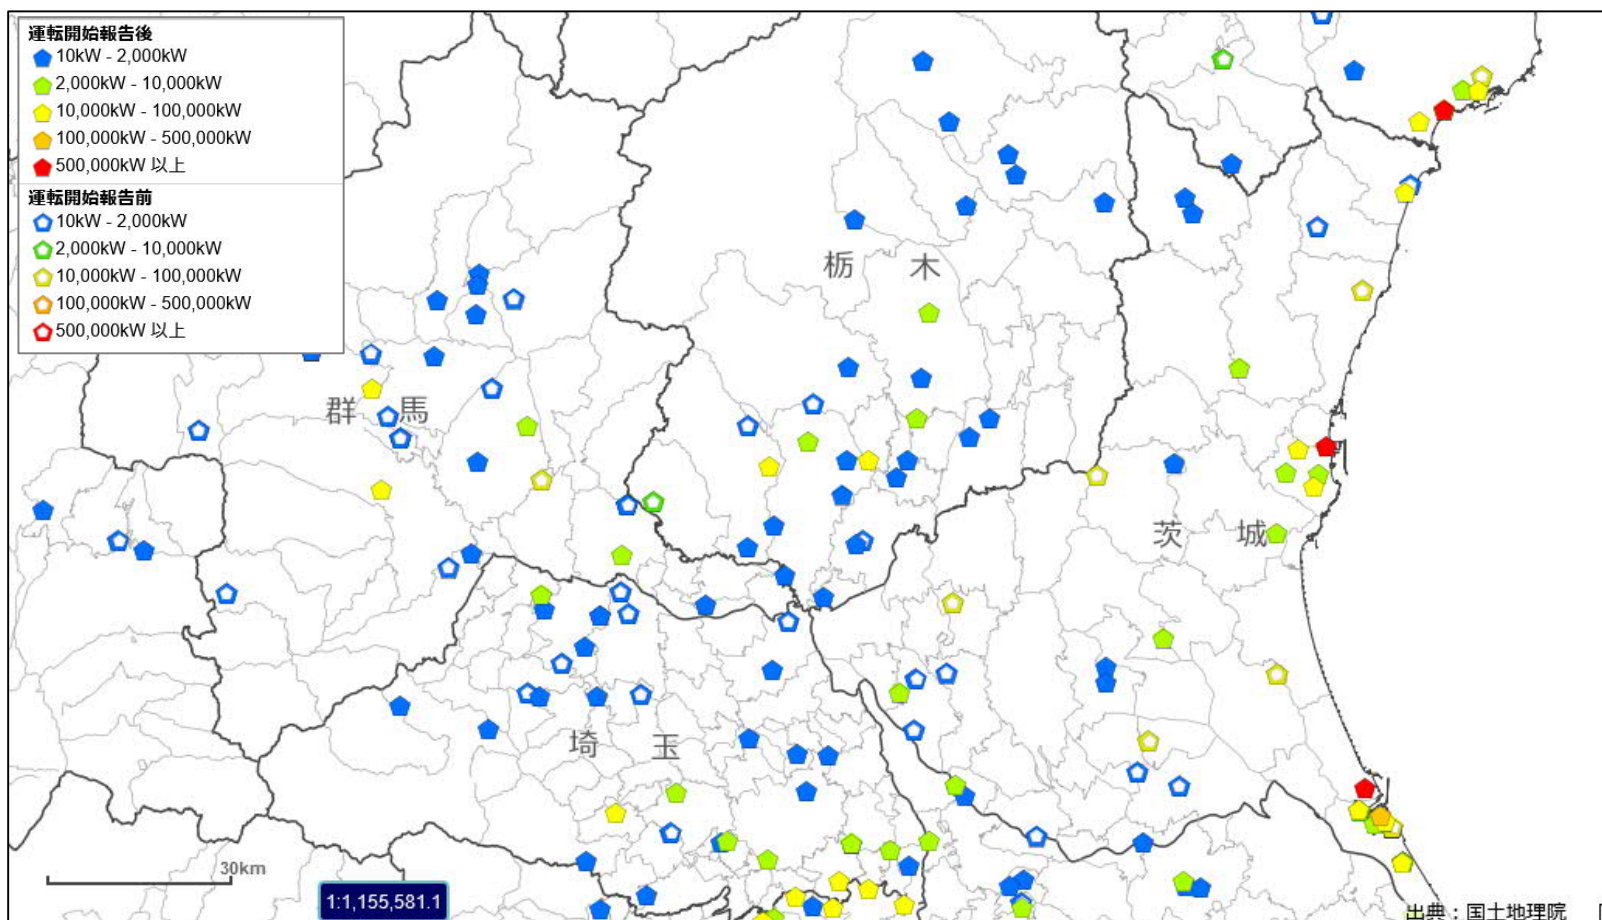 運転開始報告後
10kW - 2,000kW
2,000kW - 10,000kW
10,000kW - 100,000kW
100,000kW - 500,000kW
500,000kW 以上
運転開始報告前
10kW - 2,000kW
2,000kW - 10,000kW
10,000kW - 100,000kW
100,000kW - 500,000kW
500,000kW 以上
栃 木
群 馬
茨 城
埼 玉
30km
1:1,155,581.1
出典：国土地理院